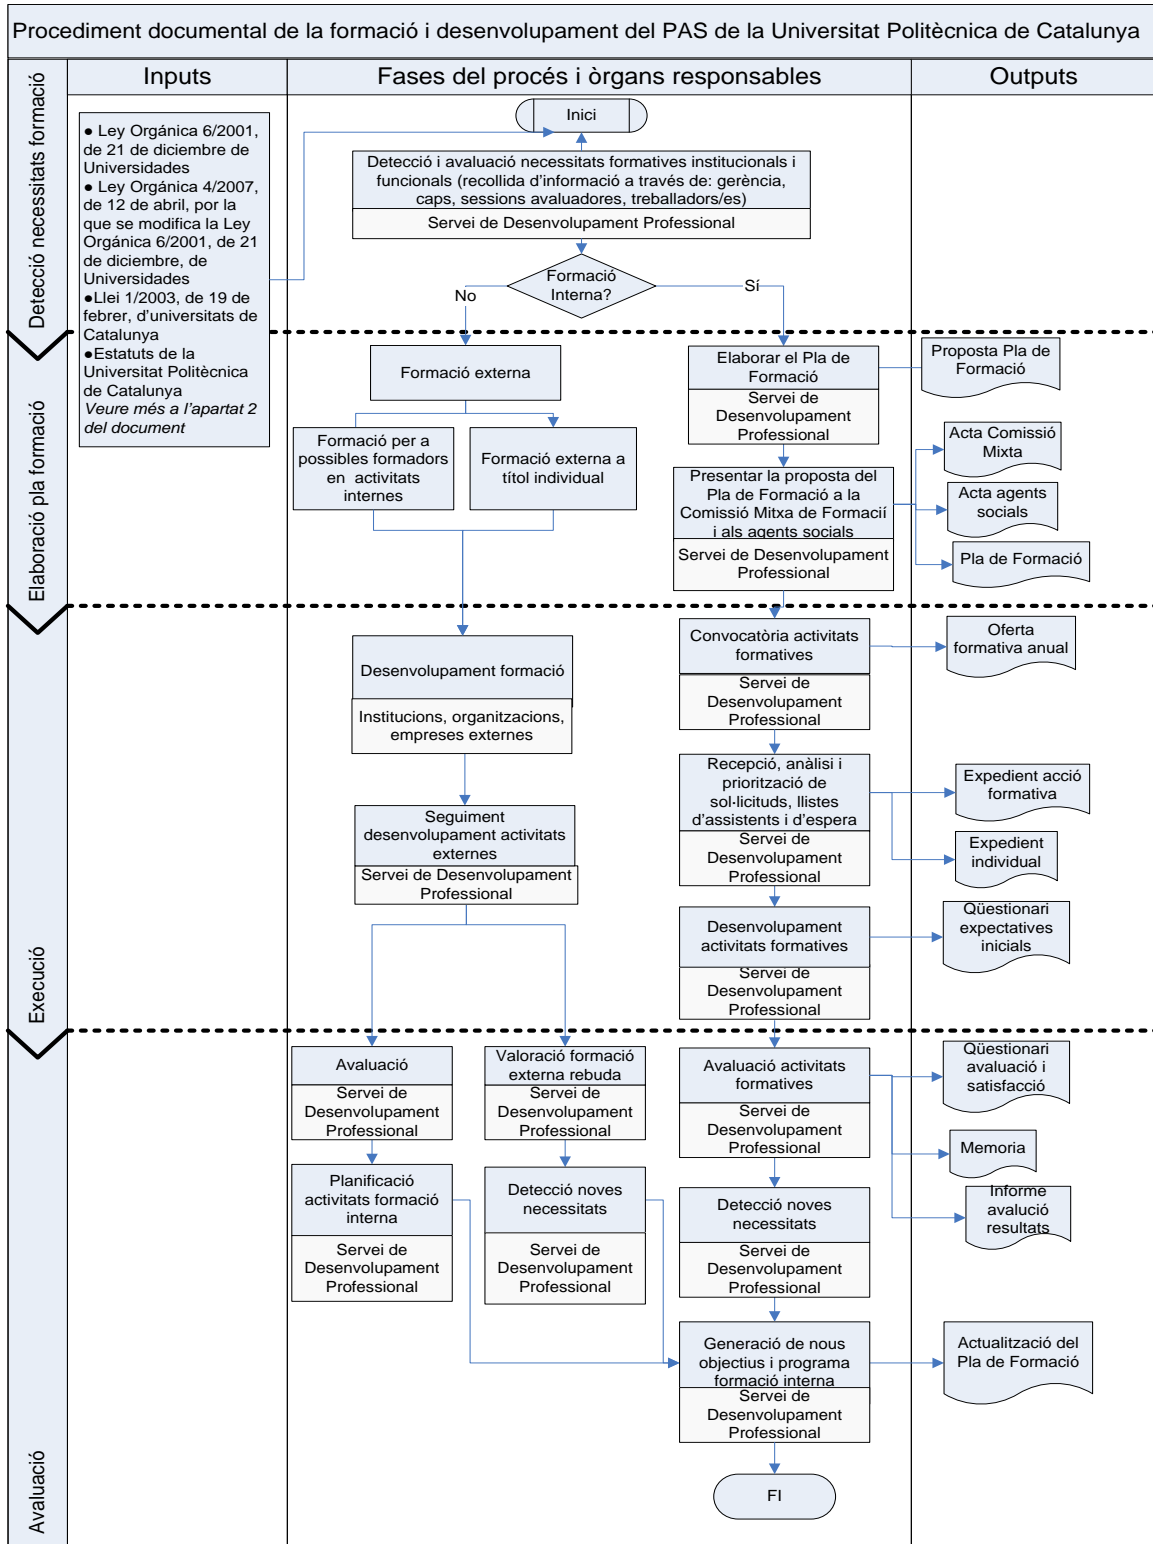 Procediment documental de la formació i desenvolupament del PAS de la Universitat Politècnica de Catalunya
Inputs
Fases del procés i òrgans responsables
Outputs
Detecció necessitats formació
● Ley Orgánica 6/2001,
de 21 de diciembre de
Universidades
● Ley Orgánica 4/2007,
de 12 de abril, por la
que se modifica la Ley
Orgánica 6/2001, de 21
de diciembre, de
Universidades
●Llei 1/2003, de 19 de
febrer, d'universitats de
Catalunya
●Estatuts de la
Universitat Politècnica
de Catalunya
Veure més a l'apartat 2
del document
Inici
Detecció i avaluació necessitats formatives institucionals i
funcionals (recollida d'informació a través de: gerència,
caps, sessions avaluadores, treballadors/es)
Servei de Desenvolupament Professional
Formació
Interna?
No
Sí
Elaboració pla formació
Formació externa
Formació per a
possibles formadors
en activitats
internes
Formació externa a
títol individual
Elaborar el Pla de
Formació
Servei de
Desenvolupament
Professional
Proposta Pla de
Formació
Presentar la proposta del
Pla de Formació a la
Comissió Mitxa de Formacií
i als agents socials
Servei de Desenvolupament
Professional
Acta Comissió
Mixta
Acta agents
socials
Pla de Formació
Execució
Desenvolupament formació
Institucions, organitzacions,
empreses externes
Seguiment
desenvolupament activitats
externes
Servei de Desenvolupament
Professional
Convocatòria activitats
formatives
Servei de
Desenvolupament
Professional
Oferta
formativa anual
Recepció, anàlisi i
priorització de
sol·licituds, llistes
d'assistents i d'espera
Servei de
Desenvolupament
Professional
Expedient acció
formativa
Expedient
individual
Desenvolupament
activitats formatives
Servei de
Desenvolupament
Professional
Qüestionari
expectatives
inicials
Avaluació
Avaluació
Servei de
Desenvolupament
Professional
Planificació
activitats formació
interna
Servei de
Desenvolupament
Professional
Valoració formació
externa rebuda
Servei de
Desenvolupament
Professional
Detecció noves
necessitats
Servei de
Desenvolupament
Professional
Avaluació activitats
formatives
Servei de
Desenvolupament
Professional
Qüestionari
avaluació i
satisfacció
Memoria
Informe
avalució
resultats
Detecció noves
necessitats
Servei de
Desenvolupament
Professional
Generació de nous
objectius i programa
formació interna
Servei de
Desenvolupament
Professional
Actualització del
Pla de Formació
FI